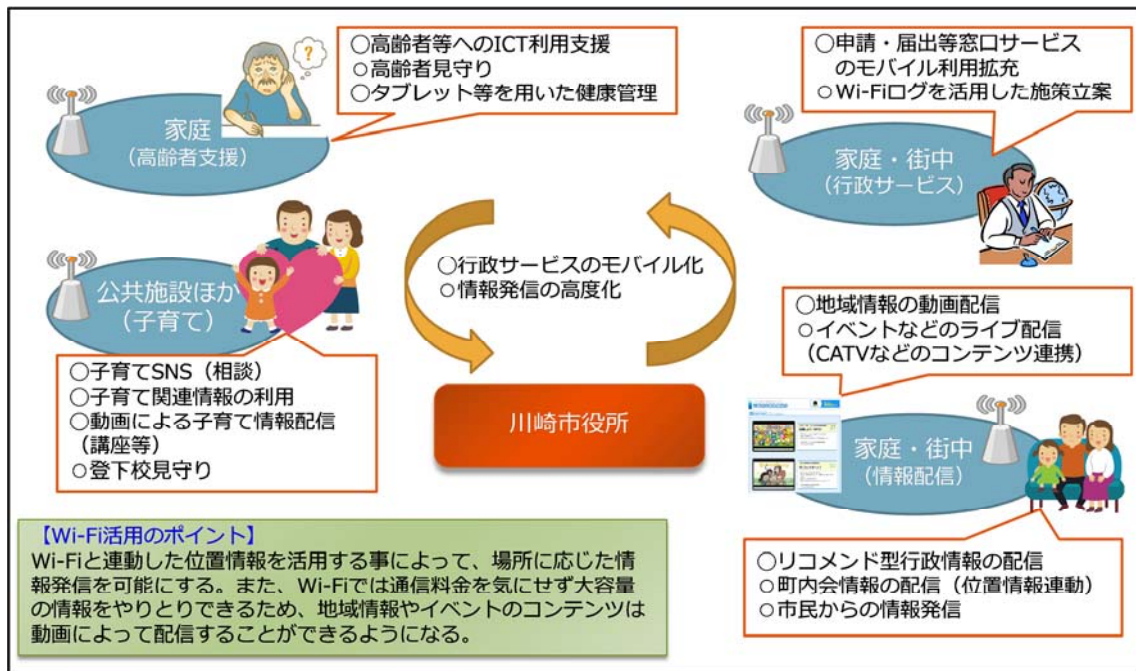 ○高齢者等へのICT利用支援
○高齢者見守り
○タブレット等を用いた健康管理
?
家庭
(高齢者支援)
○申請・届出等窓口サービス
のモバイル利用拡充
○Wi-Fiログを活用した施策立案
家庭・街中
(行政サービス)
公共施設ほか
(子育て)
○子育てSNS(相談)
○子育て関連情報の利用
○動画による子育て情報配信
(講座等)
○登下校見守り
○行政サービスのモバイル化
○情報発信の高度化
川崎市役所
○地域情報の動画配信
○イベントなどのライブ配信
(CATVなどのコンテンツ連携)
家庭・街中
(情報配信)
○リコメンド型行政情報の配信
○町内会情報の配信(位置情報連動)
○市民からの情報発信
【Wi-Fi活用のポイント】
Wi-Fiと連動した位置情報を活用する事によって、場所に応じた情
報発信を可能にする。また、Wi-Fiでは通信料金を気にせず大容量
の情報をやりとりできるため、地域情報やイベントのコンテンツは
動画によって配信することができるようになる。